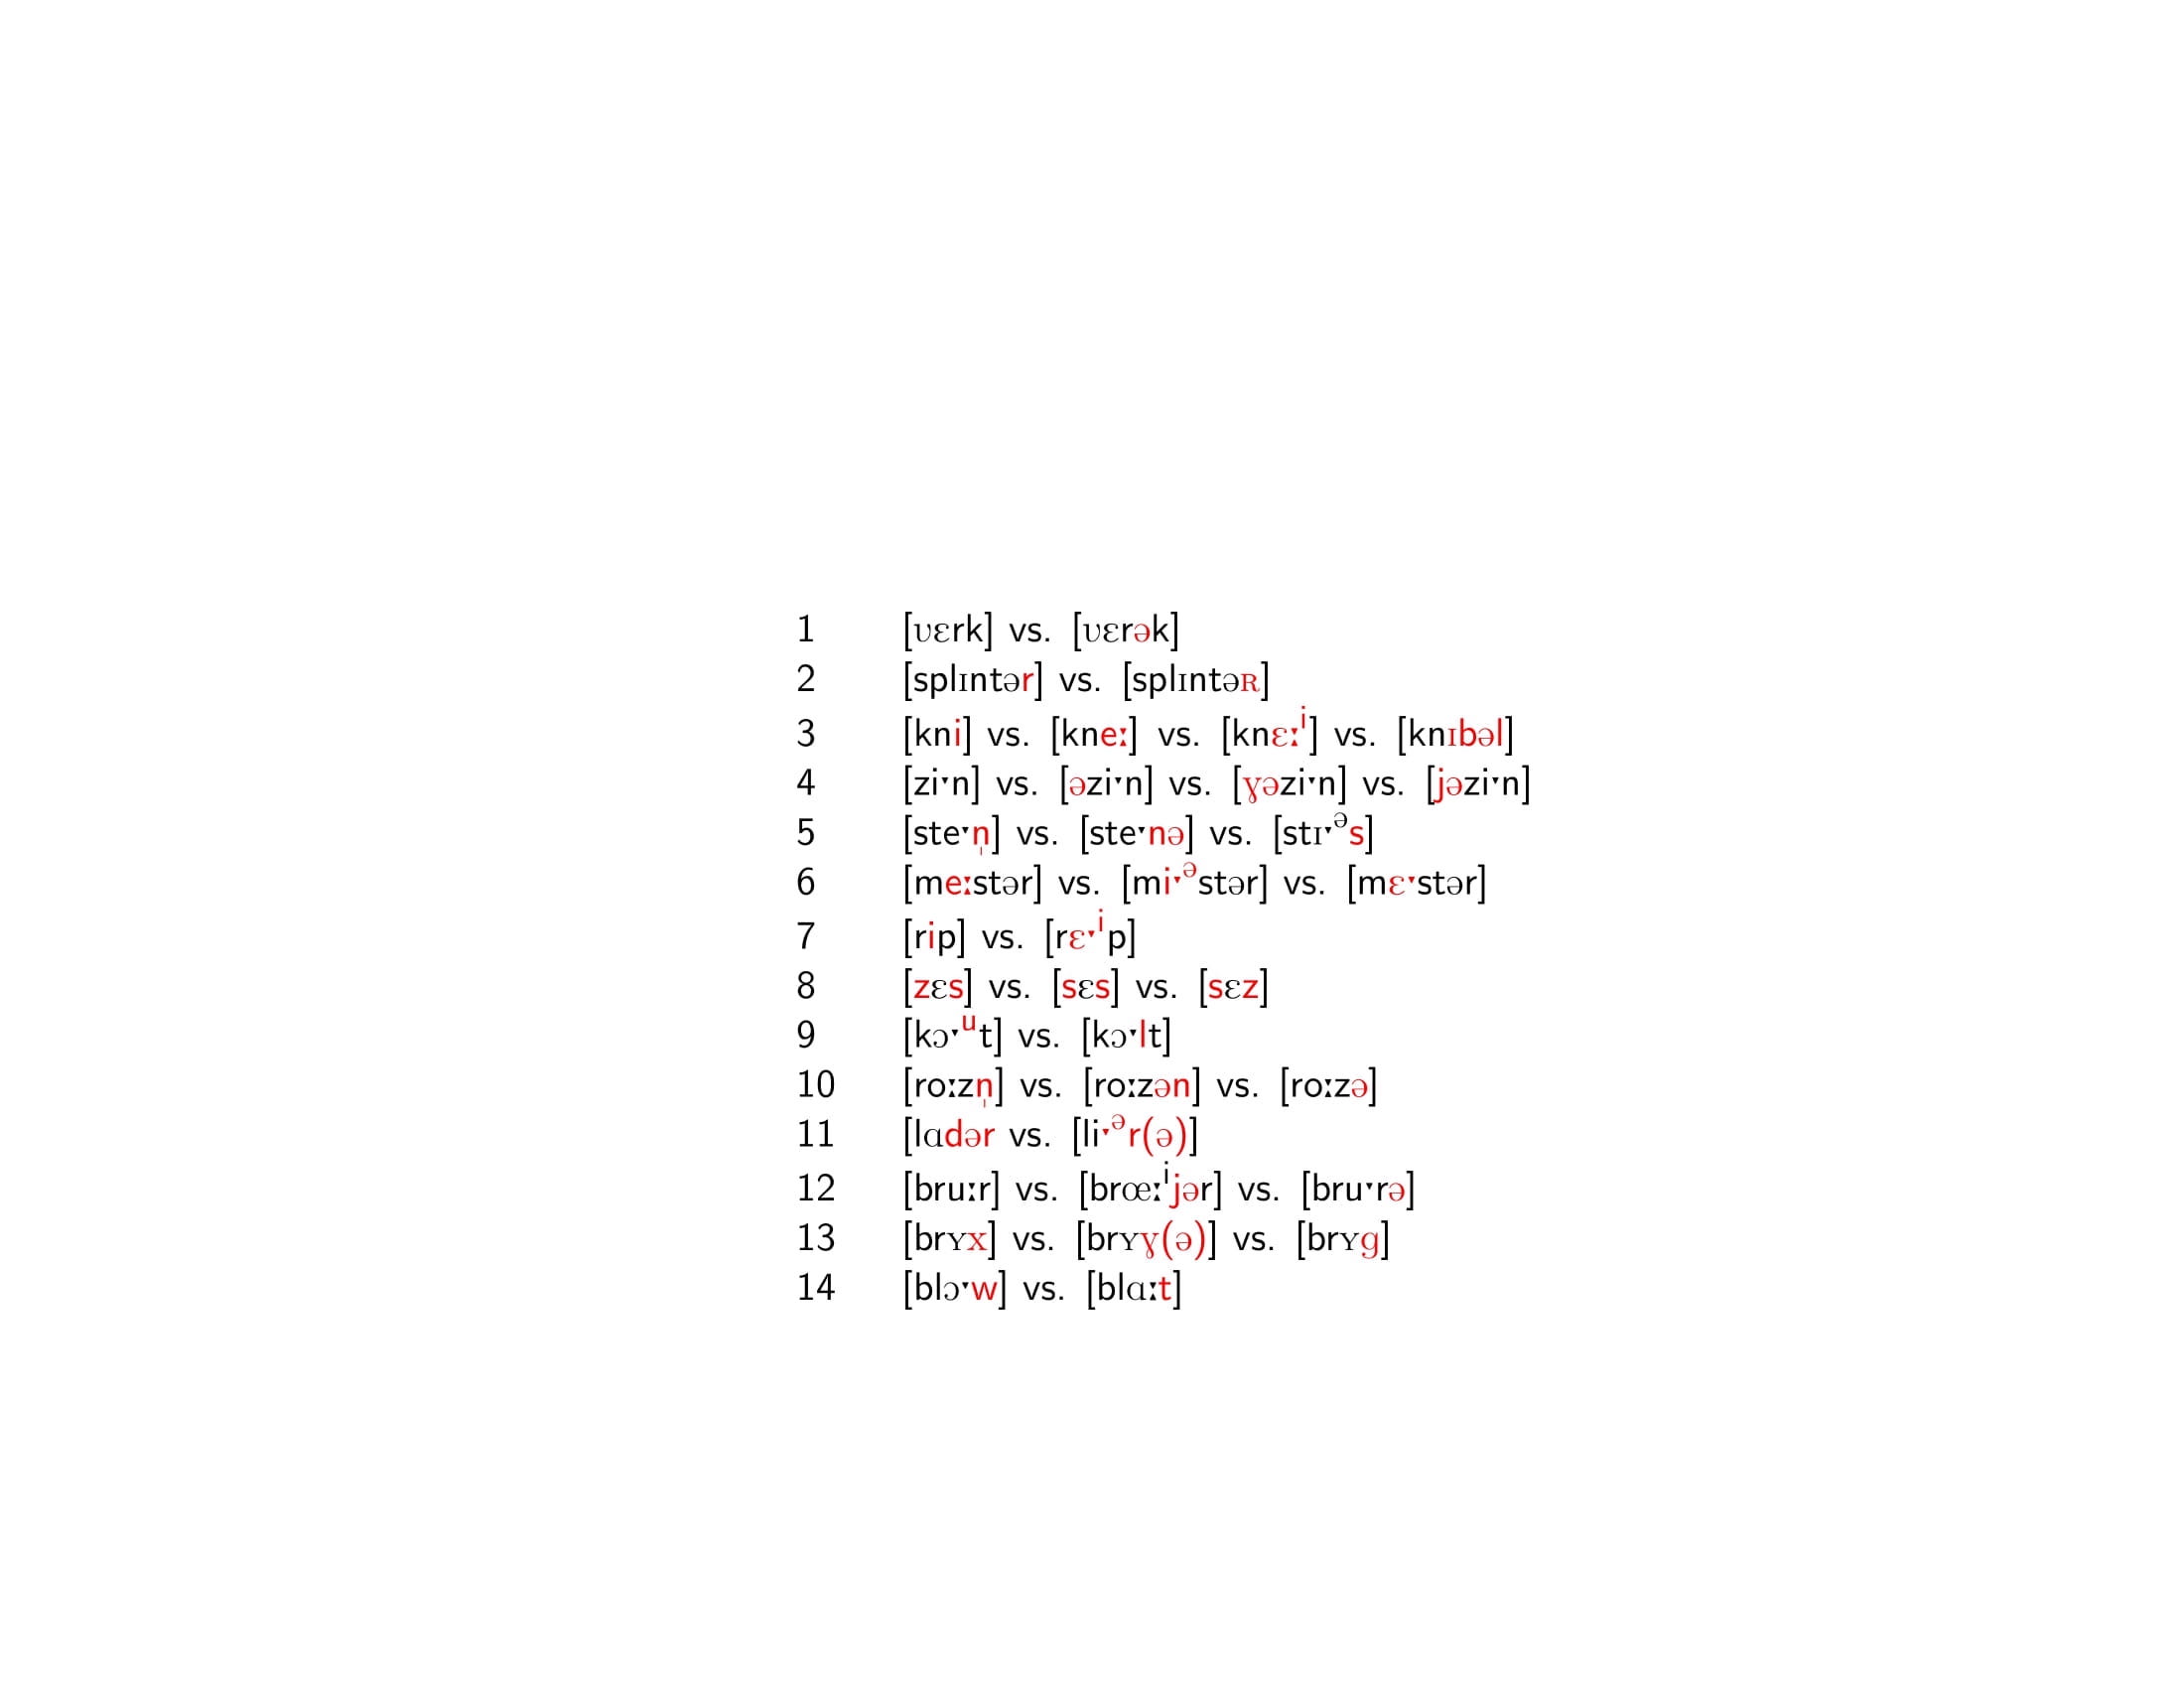 1 [ʋɛrk] vs. [ʋɛrək]
2 [splɪntər] vs. [splɪntəʀ]
3 [kni] vs. [kneː] vs. [knɛːⁱ] vs. [knɪbəl]
4 [ziˑn] vs. [əziˑn] vs. [ɣəziˑn] vs. [jəziˑn]
5 [steˑn̩] vs. [steˑnə] vs. [stɪˑᵊs]
6 [meːstər] vs. [miˑᵊstər] vs. [mɛˑstər]
7 [rip] vs. [rɛˑⁱp]
8 [zɛs] vs. [sɛs] vs. [sɛz]
9 [kɔˑᵘt] vs. [kɔˑlt]
10 [roːzn̩] vs. [roːzən] vs. [roːzə]
11 [lɑdər vs. [liˑᵊr(ə)]
12 [bruːr] vs. [brœːⁱjər] vs. [bruˑrə]
13 [brʏx] vs. [brʏɣ(ə)] vs. [brʏg]
14 [blɔˑw] vs. [blɑːt]